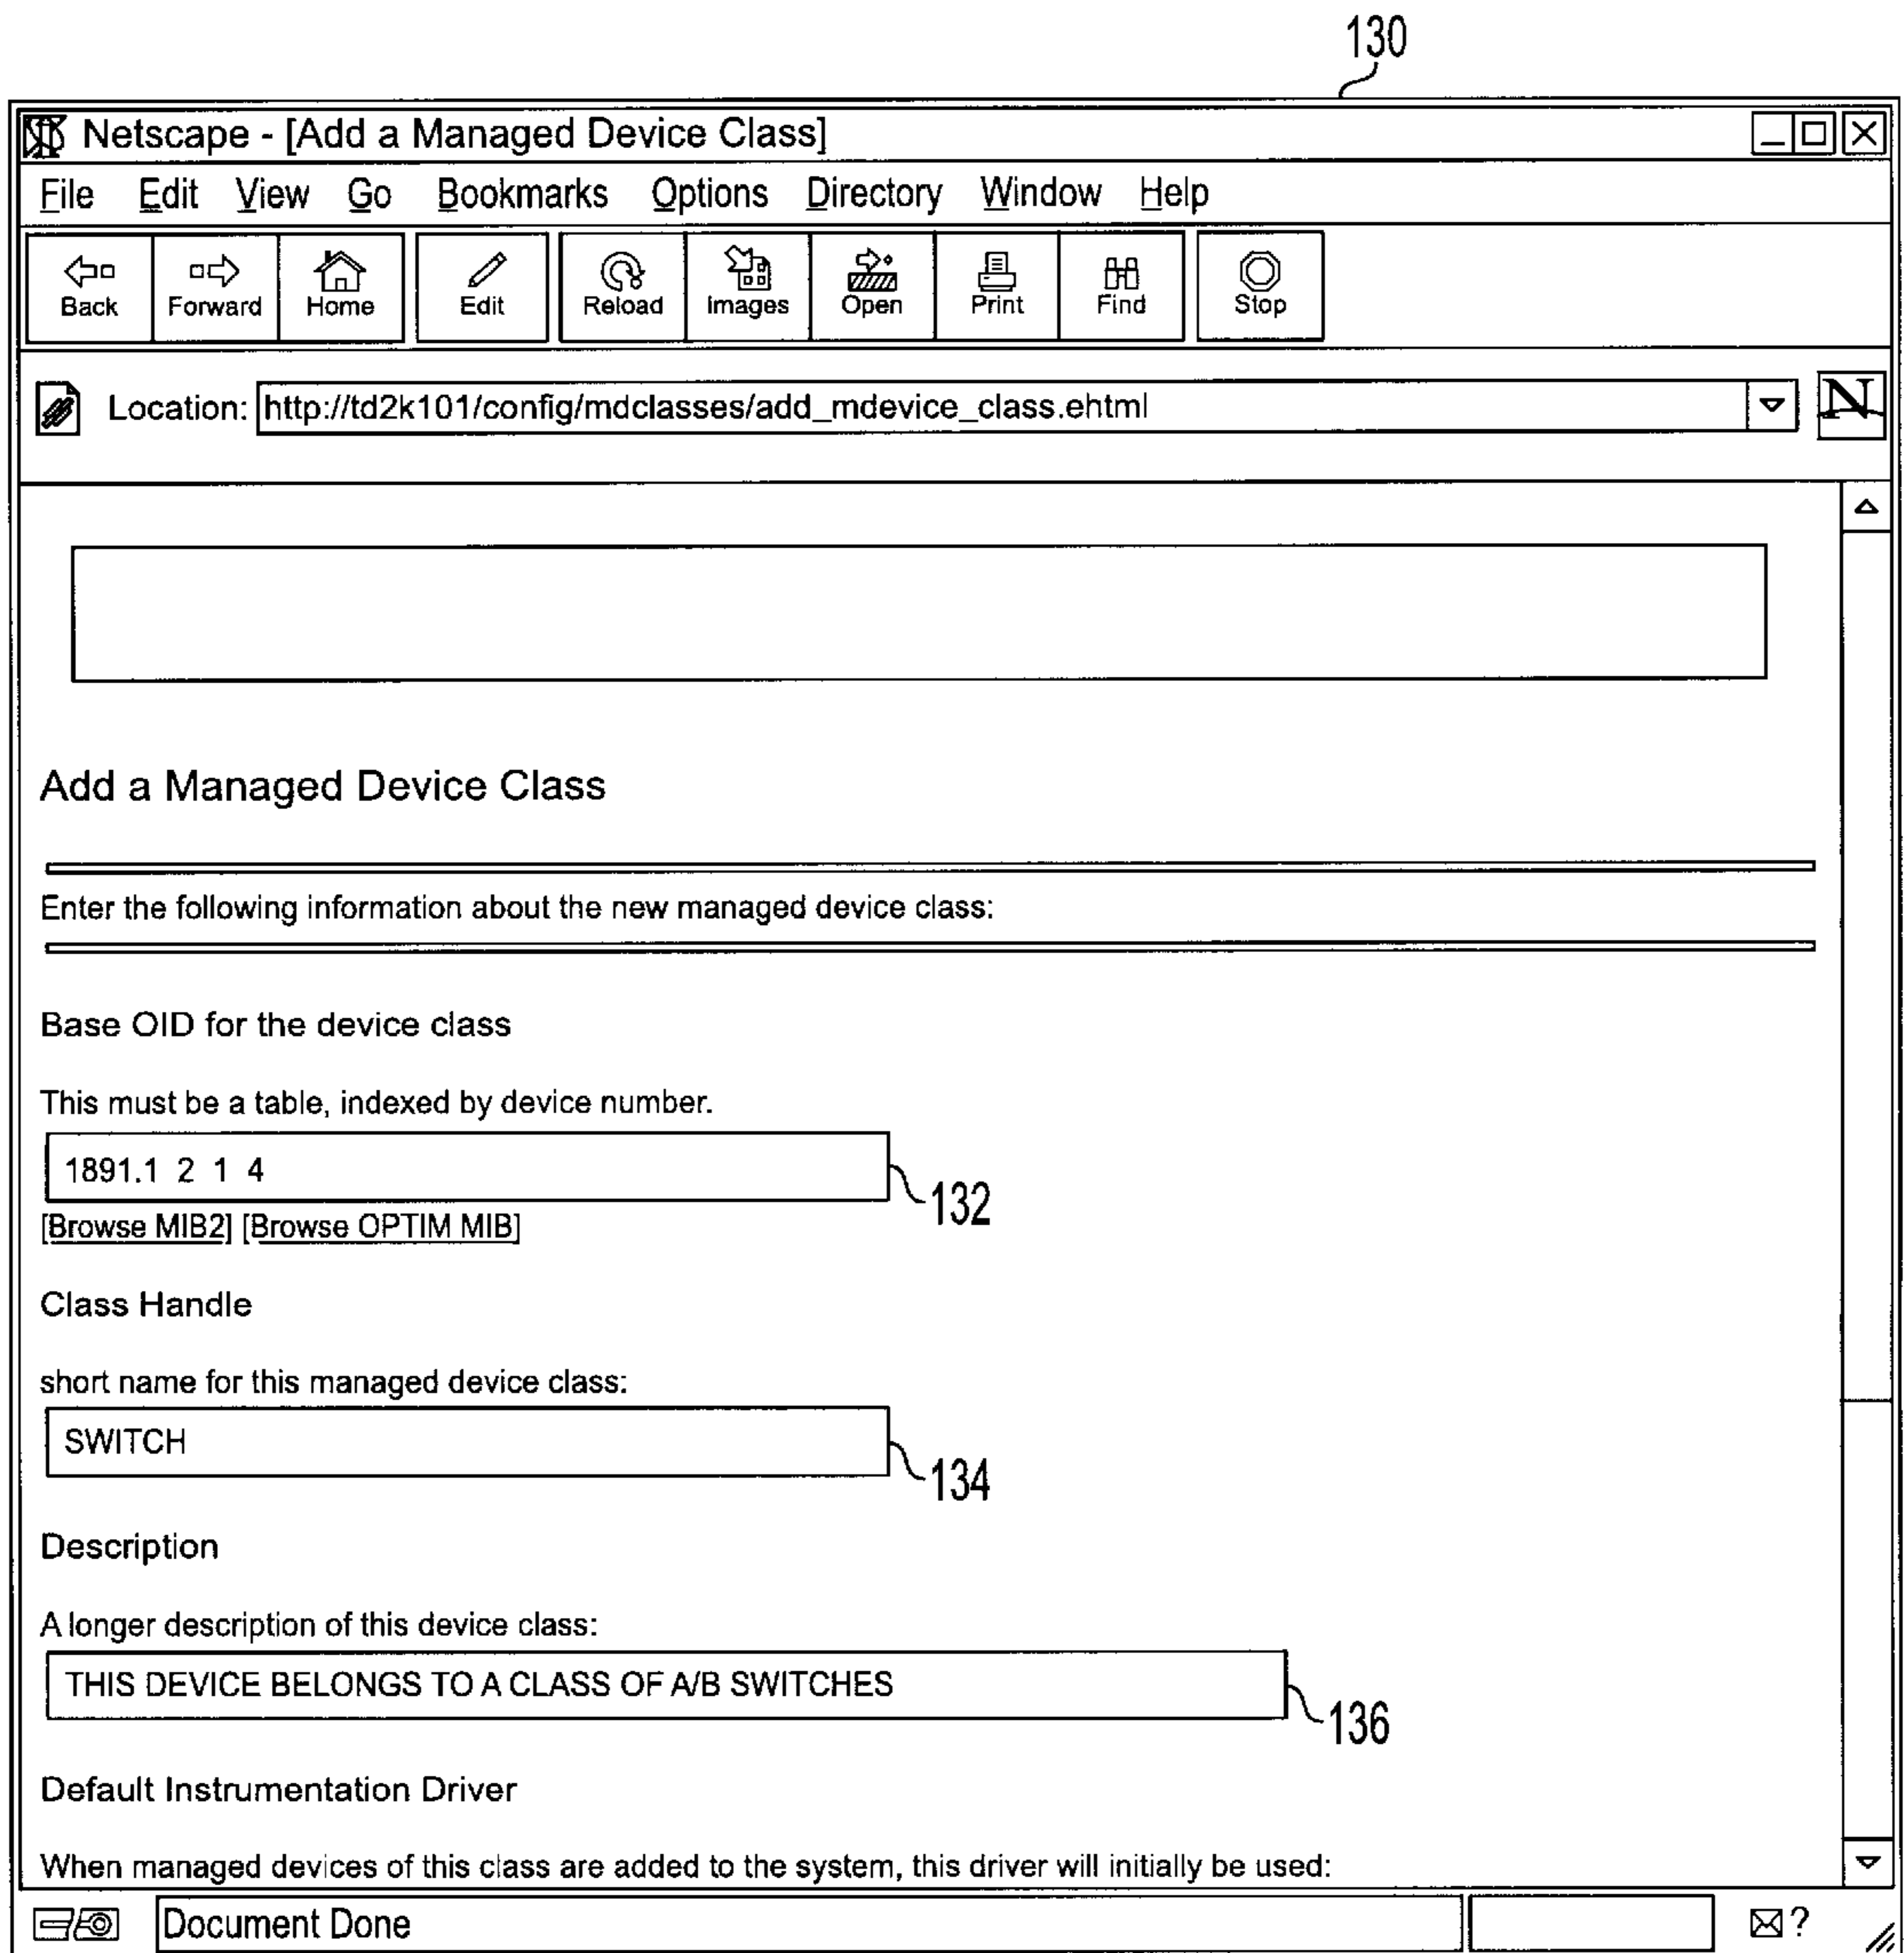 130
Netscape - [Add a Managed Device Class]
File Edit View Go Bookmarks Options Directory Window Help
Back Forward Home Edit Reload Images Open Print Find Stop
Location: http://td2k101/config/mdclasses/add_mdevice_class.ehtml
N
Add a Managed Device Class
Enter the following information about the new managed device class:
Base OID for the device class
This must be a table, indexed by device number.
1891.1 2 1 4
132
[Browse MIB2] [Browse OPTIM MIB]
Class Handle
short name for this managed device class:
SWITCH
134
Description
A longer description of this device class:
THIS DEVICE BELONGS TO A CLASS OF A/B SWITCHES
136
Default Instrumentation Driver
When managed devices of this class are added to the system, this driver will initially be used:
Document Done
?